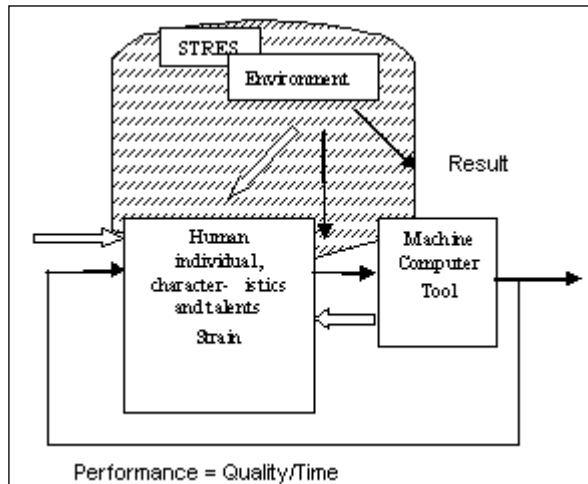 STRES
Environment
Result
Human
individual,
character- istics
and talents
Strain
Machine
Computer
Tool
Performance = Quality/Time